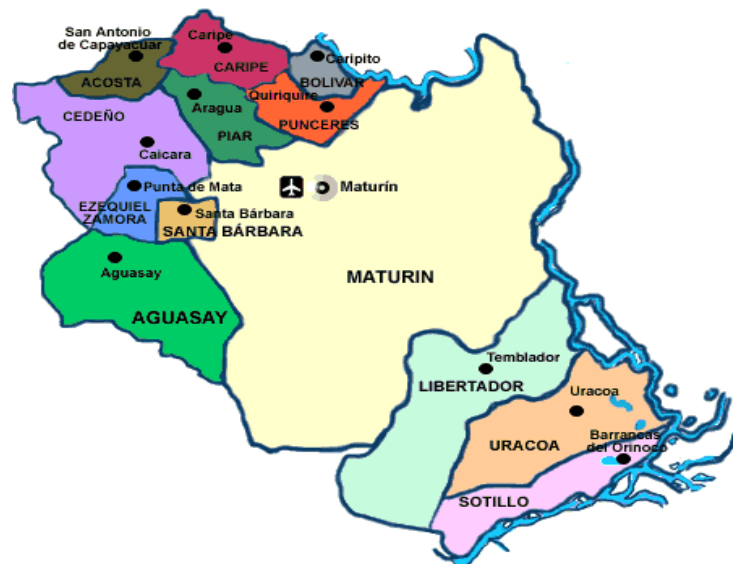 San Antonio
de Capayacuar
Caripe
Caripito
ACOSTA
CARIPE
BOLIVAR
Quiriquire
Aragua
CEDEÑO
PUNCERES
PIAR
Caicara
Punta de Mata
Maturín
EZEQUIEL
ZAMORA
Santa Bárbara
SANTA BÁRBARA
Aguasay
MATURIN
AGUASAY
Temblador
LIBERTADOR
Uracoa
Barrancas
del Orinoco
URACOA
SOTILLO